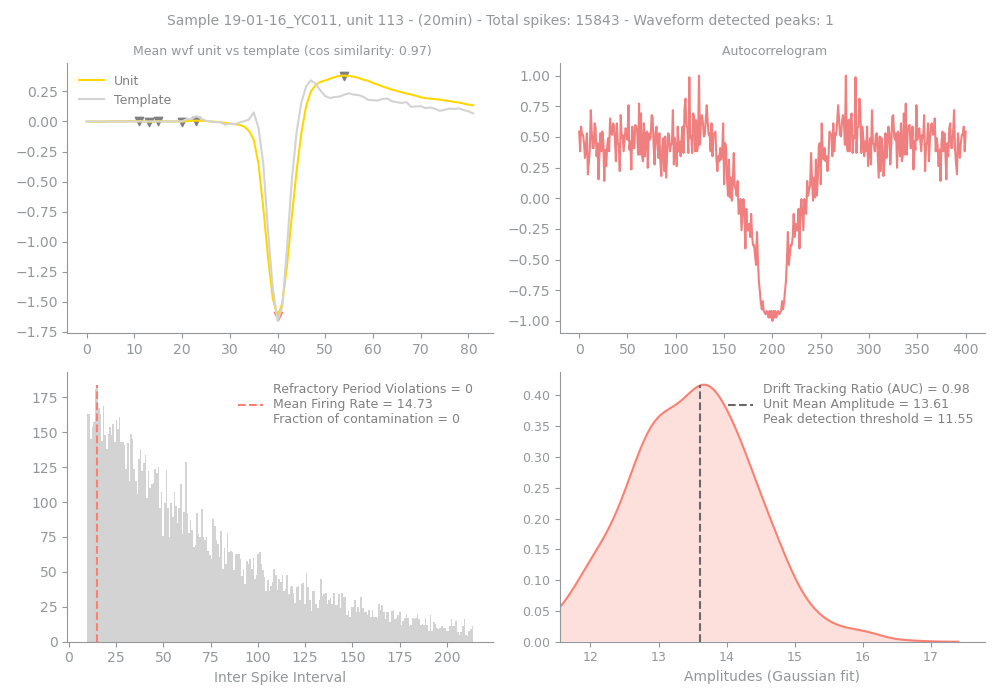 Sample 19-01-16_YC011, unit 113 - (20min) - Total spikes: 15843 - Waveform detected peaks: 1
Mean wvf unit vs template (cos similarity: 0.97)
Unit
Template
0.25
0.00
−0.25
−0.50
−0.75
−1.00
−1.25
−1.50
−1.75
0 10 20 30 40 50 60 70 80
Autocorrelogram
1.00
0.75
0.50
0.25
0.00
−0.25
−0.50
−0.75
−1.00
0 50 100 150 200 250 300 350 400
Refractory Period Violations = 0
Mean Firing Rate = 14.73
Fraction of contamination = 0
175
150
125
100
75
50
25
0
0 25 50 75 100 125 150 175 200
Inter Spike Interval
Drift Tracking Ratio (AUC) = 0.98
Unit Mean Amplitude = 13.61
Peak detection threshold = 11.55
0.40
0.35
0.30
0.25
0.20
0.15
0.10
0.05
0.00
12 13 14 15 16 17
Amplitudes (Gaussian fit)